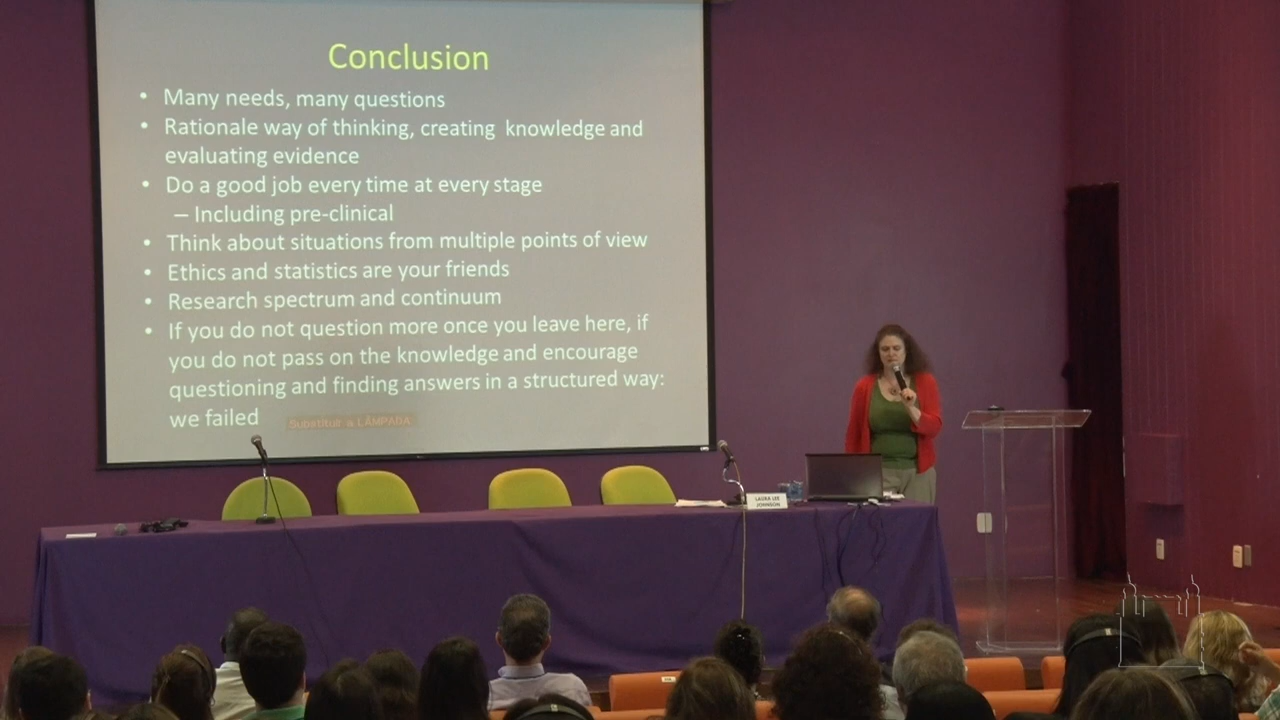 Conclusion
• Many needs, many questions
• Rationale way of thinking, creating knowledge and
evaluating evidence
• Do a good job every time at every stage
– Including pre-clinical
• Think about situations from multiple points of view
• Ethics and statistics are your friends
• Research spectrum and continuum
• If you do not question more once you leave here, if
you do not pass on the knowledge and encourage
questioning and finding answers in a structured way:
we failed
Substituir a LÂMPADA
LAURA LEE
JOHNSON